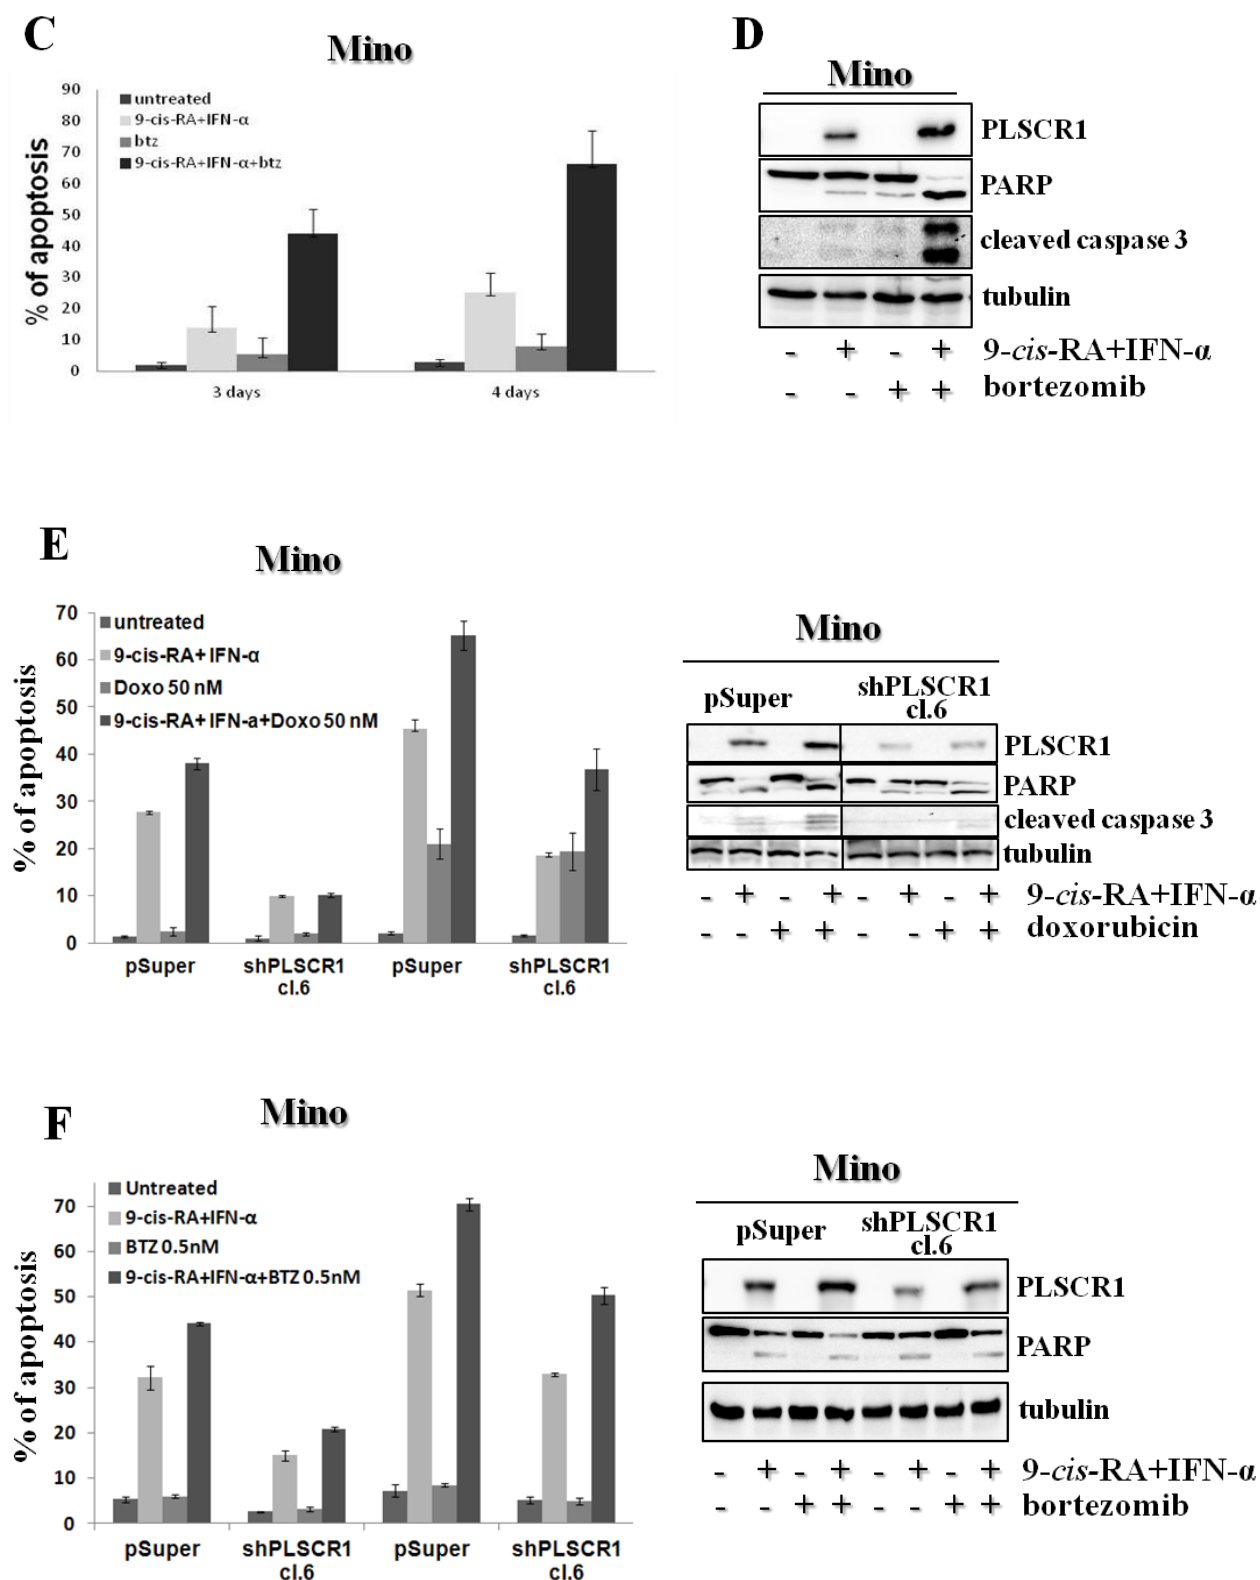 C
Mino
90
80
70
60
50
40
30
20
10
0
% of apoptosis
untreated
9-cis-RA+IFN-α
btz
9-cis-RA+IFN-α+btz
3 days
4 days
D
Mino
PLSCR1
PARP
cleaved caspase 3
tubulin
- + - + 9-cis-RA+IFN-α
- - + + bortezomib
E
Mino
70
60
50
40
30
20
10
0
% of apoptosis
untreated
9-cis-RA+ IFN-α
Doxo 50 nM
9-cis-RA+ IFN-a+Doxo 50 nM
pSuper shPLSCR1 pSuper shPLSCR1
cl.6 cl.6
Mino
pSuper shPLSCR1
cl.6
PLSCR1
PARP
cleaved caspase 3
tubulin
- + - + - + - + 9-cis-RA+IFN-α
- - + + - - + + doxorubicin
F
Mino
70
60
50
40
30
20
10
0
% of apoptosis
Untreated
9-cis-RA+IFN-α
BTZ 0.5nM
9-cis-RA+IFN-α+BTZ 0.5nM
pSuper shPLSCR1 pSuper shPLSCR1
cl.6 cl.6
Mino
pSuper shPLSCR1
cl.6
PLSCR1
PARP
tubulin
- + - + - + - + 9-cis-RA+IFN-α
- - + + - - + + bortezomib